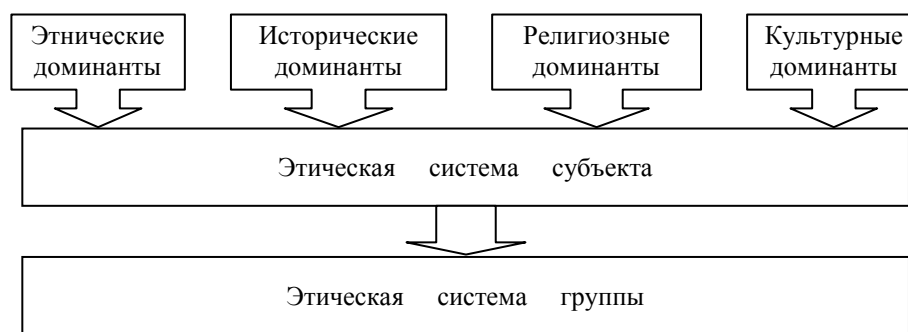 Этнические
доминанты
Исторические
доминанты
Религиозные
доминанты
Культурные
доминанты
Этическая система субъекта
Этическая система группы